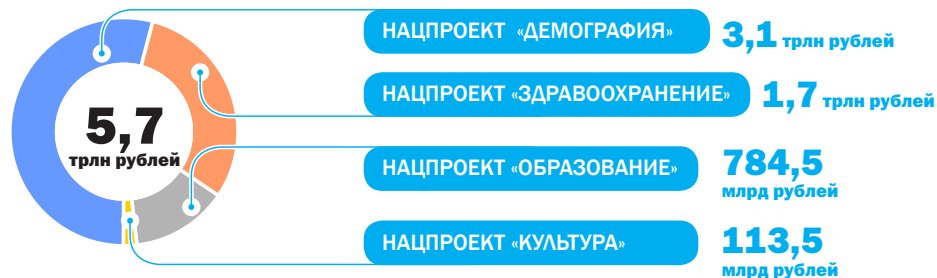 5,7
трлн рублей
НАЦПРОЕКТ «ДЕМОГРАФИЯ»
3,1 трлн рублей
НАЦПРОЕКТ «ЗДРАВООХРАНЕНИЕ»
1,7 трлн рублей
НАЦПРОЕКТ «ОБРАЗОВАНИЕ»
784,5
млрд рублей
НАЦПРОЕКТ «КУЛЬТУРА»
113,5
млрд рублей